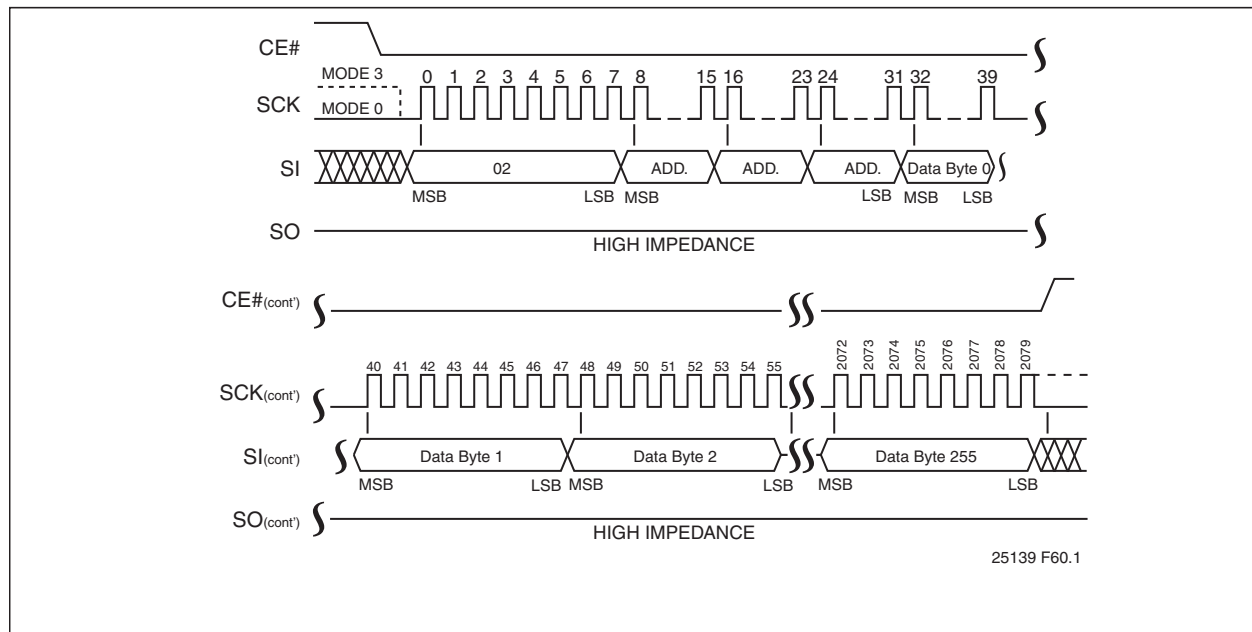 CE#
MODE 3
0 1 2 3 4 5 6 7 8 15 16 23 24 31 32 39
SCK
MODE 0
SI
02 ADD. ADD. ADD. Data Byte 0
MSB LSB MSB LSB MSB LSB
SO
HIGH IMPEDANCE
CE#(cont')
40 41 42 43 44 45 46 47 48 49 50 51 52 53 54 55 2072 2073 2074 2075 2076 2077 2078 2079
SCK(cont')
SI(cont')
Data Byte 1 Data Byte 2 Data Byte 255
MSB LSB MSB LSB MSB LSB
SO(cont')
HIGH IMPEDANCE
25139 F60.1